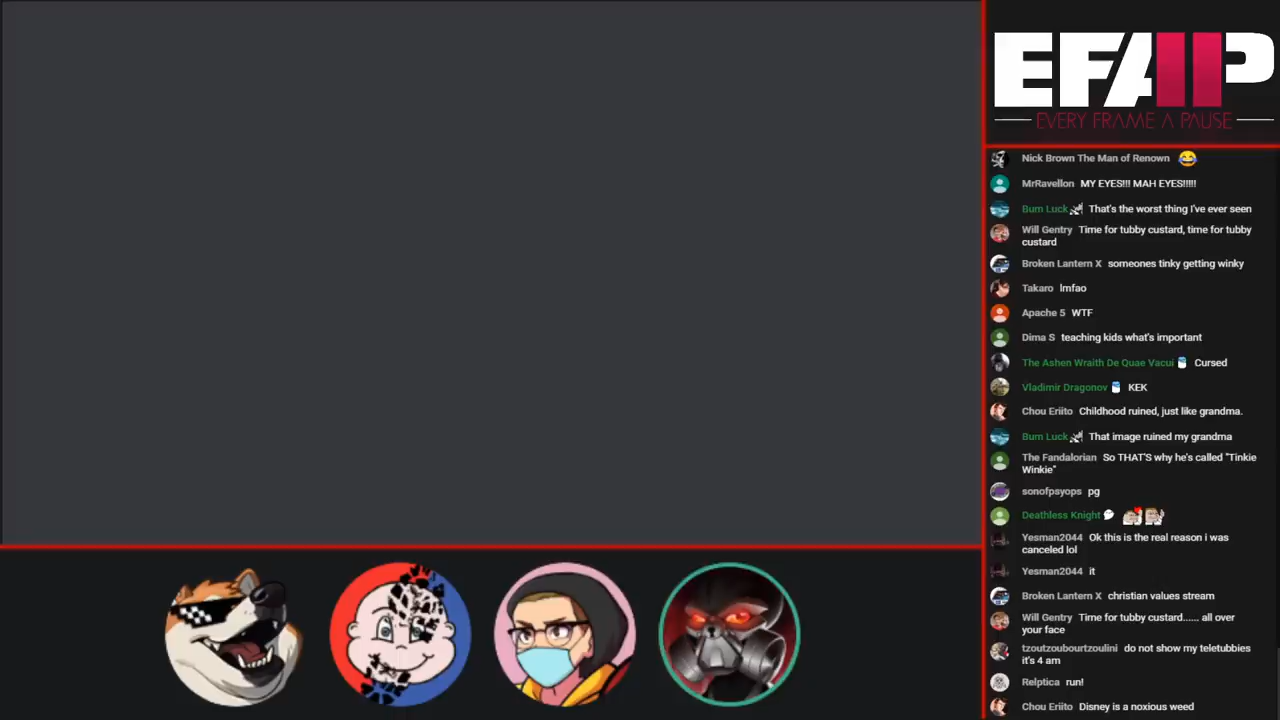 EFAP
EVERY FRAME A PAUSE
Nick Brown The Man of Renown 😂
MrRavellon MY EYES!!! MAH EYES!!!!!
Bum Luck That's the worst thing I've ever seen
Will Gentry Time for tubby custard, time for tubby
custard
Broken Lantern X someones tinky getting winky
Takaro lmfao
Apache 5 WTF
Dima S teaching kids what's important
The Ashen Wraith De Quae Vacui Cursed
Vladimir Dragonov KEK
Chou Eriito Childhood ruined, just like grandma.
Bum Luck That image ruined my grandma
The Fandalorian So THAT'S why he's called "Tinkie
Winkie"
sonofpsyops pg
Deathless Knight
Yesman2044 Ok this is the real reason i was
canceled lol
Yesman2044 it
Broken Lantern X christian values stream
Will Gentry Time for tubby custard...... all over
your face
tzoutzoubourtzoulini do not show my teletubbies
it's 4 am
Relptica run!
Chou Eriito Disney is a noxious weed